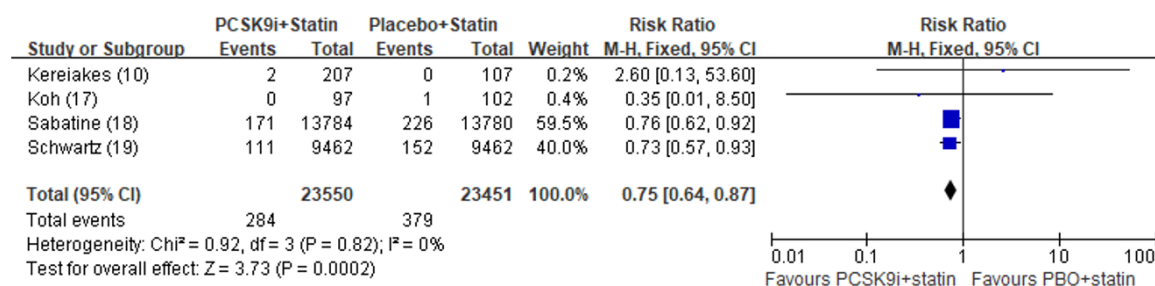 PCSK9i+Statin Placebo+Statin Risk Ratio Risk Ratio
Study or Subgroup Events Total Events Total Weight M-H, Fixed, 95% CI M-H, Fixed, 95% CI
Kereiakes (10) 2 207 0 107 0.2% 2.60 [0.13, 53.60]
Koh (17) 0 97 1 102 0.4% 0.35 [0.01, 8.50]
Sabatine (18) 171 13784 226 13780 59.5% 0.76 [0.62, 0.92]
Schwartz (19) 111 9462 152 9462 40.0% 0.73 [0.57, 0.93]
Total (95% CI) 23550 23451 100.0% 0.75 [0.64, 0.87]
Total events 284 379
Heterogeneity: Chi² = 0.92, df = 3 (P = 0.82); I² = 0%
Test for overall effect: Z = 3.73 (P = 0.0002)
0.01 0.1 1 10 100
Favours PCSK9i+statin Favours PBO+statin